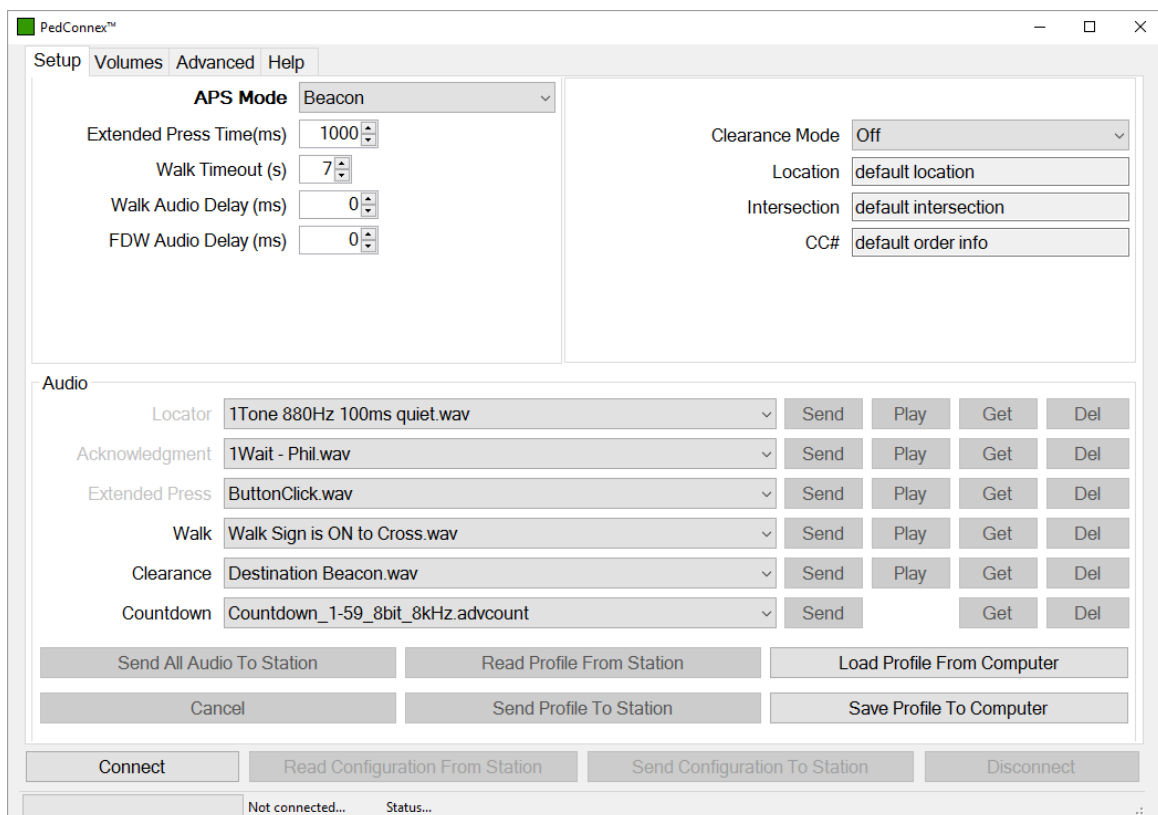 PedConnex™
Setup Volumes Advanced Help
APS Mode Beacon
Extended Press Time(ms) 1000
Walk Timeout (s) 7
Walk Audio Delay (ms) 0
FDW Audio Delay (ms) 0
Clearance Mode Off
Location default location
Intersection default intersection
CC# default order info
Audio
Locator 1Tone 880Hz 100ms quiet.wav Send Play Get Del
Acknowledgment 1Wait - Phil.wav Send Play Get Del
Extended Press ButtonClick.wav Send Play Get Del
Walk Walk Sign is ON to Cross.wav Send Play Get Del
Clearance Destination Beacon.wav Send Play Get Del
Countdown Countdown_1-59_8bit_8kHz.advcount Send Get Del
Send All Audio To Station Read Profile From Station Load Profile From Computer
Cancel Send Profile To Station Save Profile To Computer
Connect Read Configuration From Station Send Configuration To Station Disconnect
Not connected... Status...